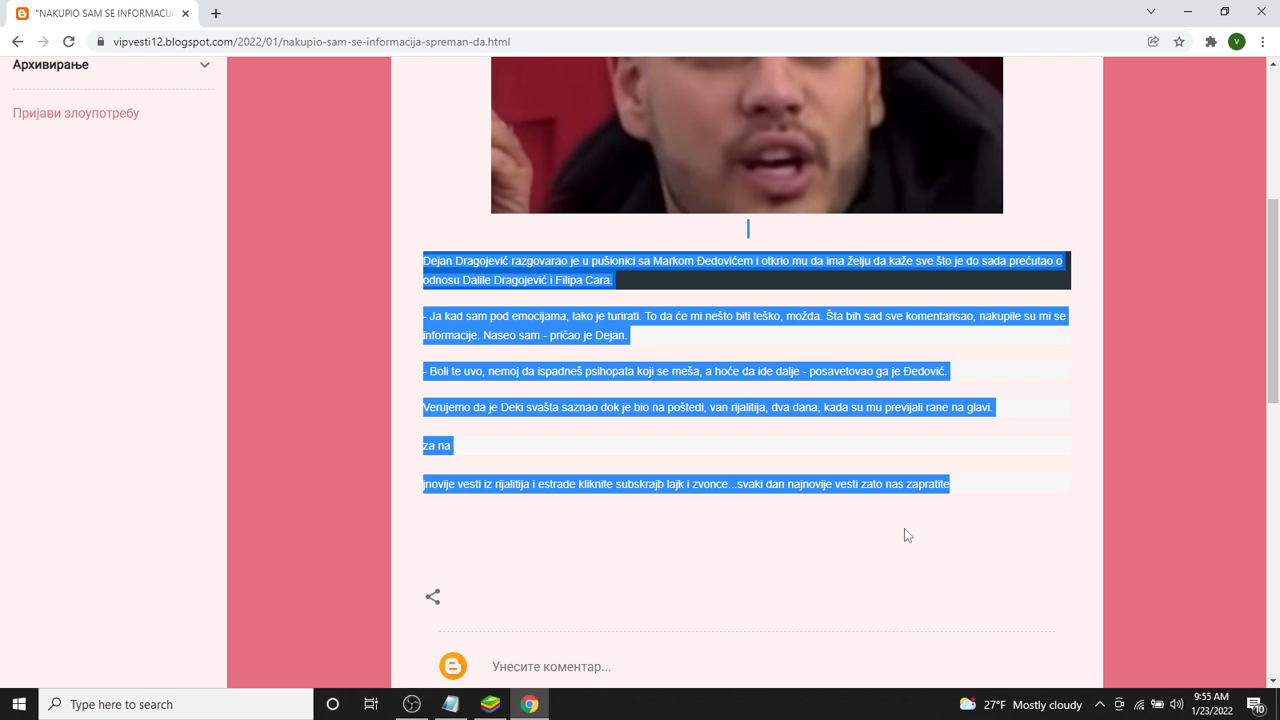 "NAKUPIO SAM SE INFORMACIJA
vipvesti12.blogspot.com/2022/01/nakupio-sam-se-informacija-spreman-da.html
V
Архивирање
Пријави злоупотребу
Dejan Dragojević razgovarao je u pušionici sa Markom Đedovićem i otkrio mu da ima želju da kaže sve što je do sada prećutao o
odnosu Dalile Dragojević i Filipa Cara.
- Ja kad sam pod emocijama, lako je turirati. To da će mi nešto biti teško, možda. Šta bih sad sve komentarisao, nakupile su mi se
informacije. Naseo sam - pričao je Dejan.
- Boli te uvo, nemoj da ispadneš psihopata koji se meša, a hoće da ide dalje - posavetovao ga je Đedović.
Verujemo da je Deki svašta saznao dok je bio na poštedi, van rijalitija, dva dana, kada su mu previjali rane na glavi.
za na
jnovije vesti iz rijalitija i estrade kliknite subskrajb lajk i zvonce...svaki dan najnovije vesti zato nas zapratite
Унесите коментар...
Type here to search
27°F Mostly cloudy
9:55 AM
1/23/2022
10